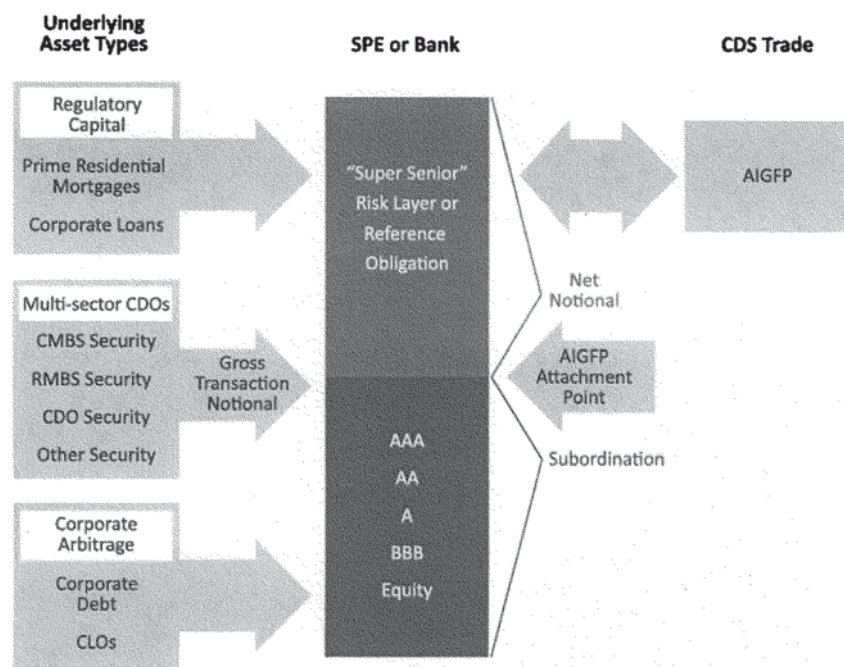 Underlying
Asset Types
SPE or Bank
CDS Trade
Regulatory
Capital
Prime Residential
Mortgages
Corporate Loans
Multi-sector CDOs
CMBS Security
RMBS Security
CDO Security
Other Security
Corporate
Arbitrage
Corporate
Debt
CLOs
Gross
Transaction
Notional
"Super Senior"
Risk Layer or
Reference
Obligation
AAA
AA
A
BBB
Equity
Net
Notional
AIGFP
Attachment
Point
Subordination
AIGFP